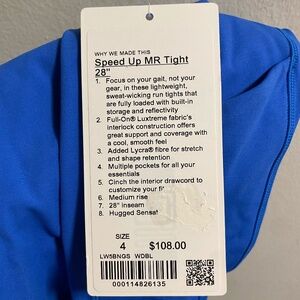 WHY WE MADE THIS
Speed Up MR Tight
28"
1. Focus on your gait, not your
gear, in these lightweight,
sweat-wicking run tights that
are fully loaded with built-in
storage and reflectivity
2. Full-On® Luxtreme fabric's
interlock construction offers
great support and coverage with
a cool, smooth feel
3. Added Lycra® fibre for stretch
and shape retention
4. Multiple pockets for all your
essentials
5. Cinch the interior drawcord to
customize your fit
6. Medium rise
7. 28" inseam
8. Hugged Sensat
SIZE
4 $108.00
LW5BNQS WDBL
000114826135